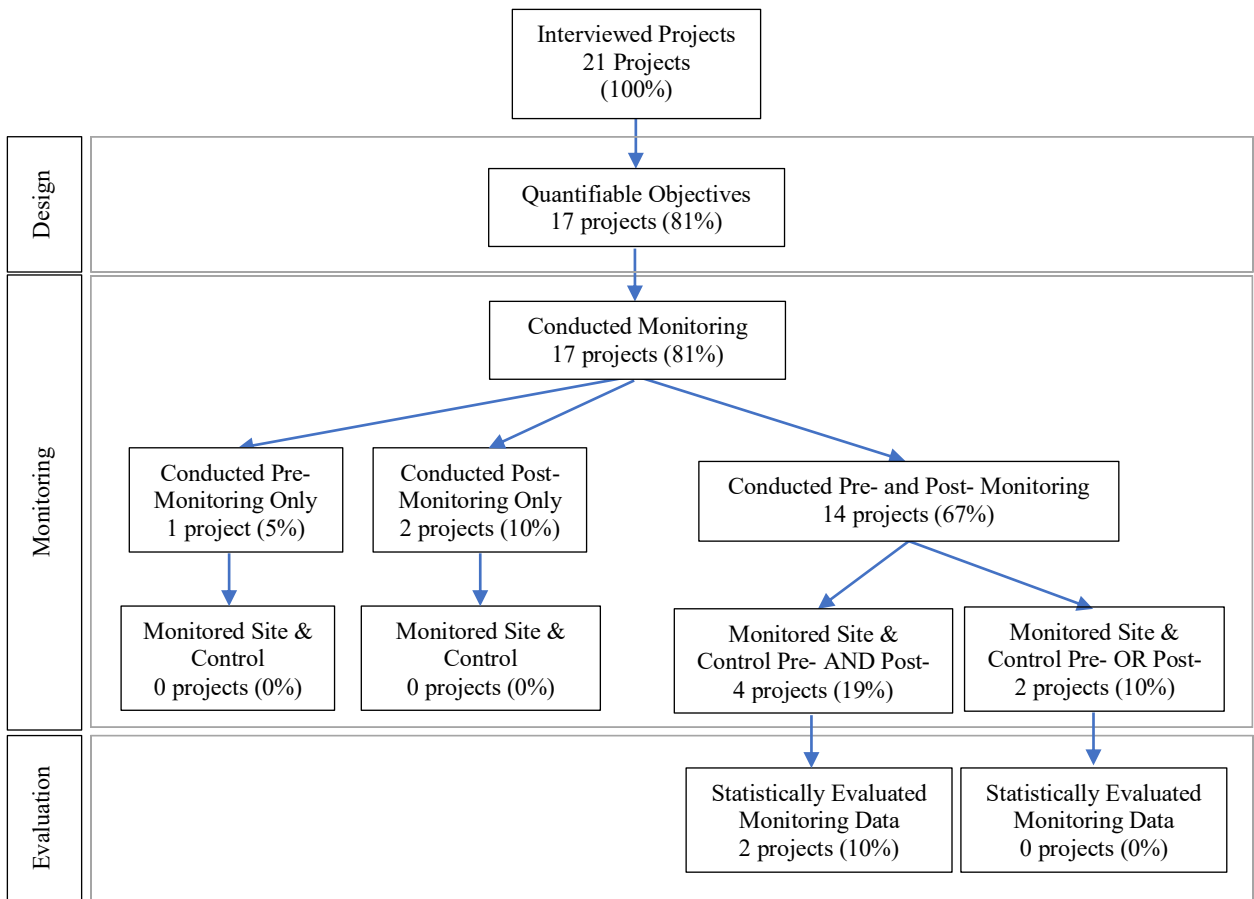 Interviewed Projects
21 Projects
(100%)
Design
Quantifiable Objectives
17 projects (81%)
Monitoring
Conducted Monitoring
17 projects (81%)
Conducted Pre-
Monitoring Only
1 project (5%)
Conducted Post-
Monitoring Only
2 projects (10%)
Conducted Pre- and Post- Monitoring
14 projects (67%)
Monitored Site &
Control
0 projects (0%)
Monitored Site &
Control
0 projects (0%)
Monitored Site &
Control Pre- AND Post-
4 projects (19%)
Monitored Site &
Control Pre- OR Post-
2 projects (10%)
Evaluation
Statistically Evaluated
Monitoring Data
2 projects (10%)
Statistically Evaluated
Monitoring Data
0 projects (0%)